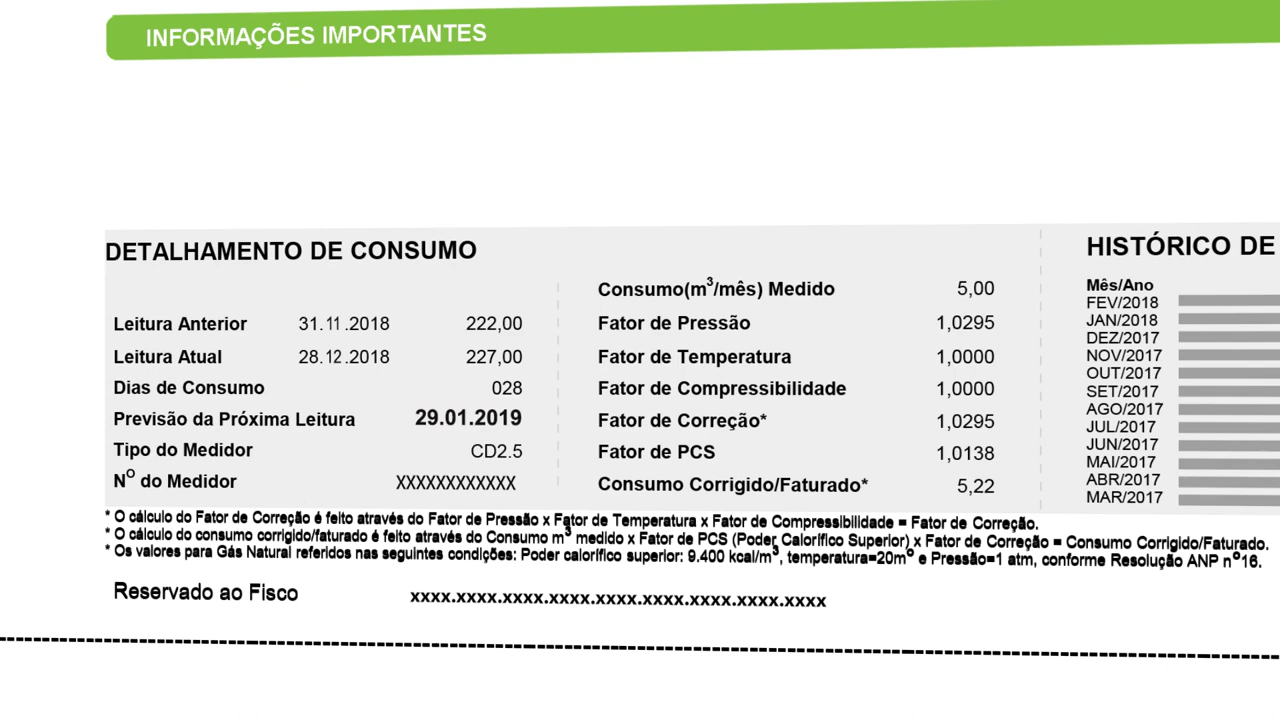 INFORMAÇÕES IMPORTANTES
DETALHAMENTO DE CONSUMO
Leitura Anterior 31.11.2018 222,00
Leitura Atual 28.12.2018 227,00
Dias de Consumo 028
Previsão da Próxima Leitura 29.01.2019
Tipo do Medidor CD2.5
Nº do Medidor XXXXXXXXXXXX
Consumo(m³/mês) Medido 5,00
Fator de Pressão 1,0295
Fator de Temperatura 1,0000
Fator de Compressibilidade 1,0000
Fator de Correção* 1,0295
Fator de PCS 1,0138
Consumo Corrigido/Faturado* 5,22
HISTÓRICO DE
Mês/Ano
FEV/2018
JAN/2018
DEZ/2017
NOV/2017
OUT/2017
SET/2017
AGO/2017
JUL/2017
JUN/2017
MAI/2017
ABR/2017
MAR/2017
* O cálculo do Fator de Correção é feito através do Fator de Pressão x Fator de Temperatura x Fator de Compressibilidade = Fator de Correção.
* O cálculo do consumo corrigido/faturado é feito através do Consumo m³ medido x Fator de PCS (Poder Calorífico Superior) x Fator de Correção = Consumo Corrigido/Faturado.
* Os valores para Gás Natural referidos nas seguintes condições: Poder calorífico superior: 9.400 kcal/m³, temperatura=20mº e Pressão=1 atm, conforme Resolução ANP nº16.
Reservado ao Fisco xxxx.xxxx.xxxx.xxxx.xxxx.xxxx.xxxx.xxxx.xxxx